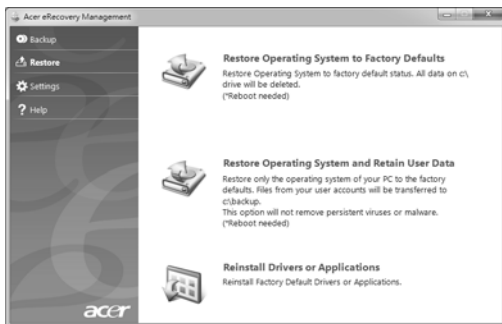 Acer eRecovery Management
Backup
Restore
Settings
Help
Restore Operating System to Factory Defaults
Restore Operating System to factory default status. All data on c:\
drive will be deleted.
(*Reboot needed)
Restore Operating System and Retain User Data
Restore only the operating system of your PC to the factory
defaults. Files from your user accounts will be transferred to
c:\backup.
This option will not remove persistent viruses or malware.
(*Reboot needed)
Reinstall Drivers or Applications
Reinstall Factory Default Drivers or Applications.
acer